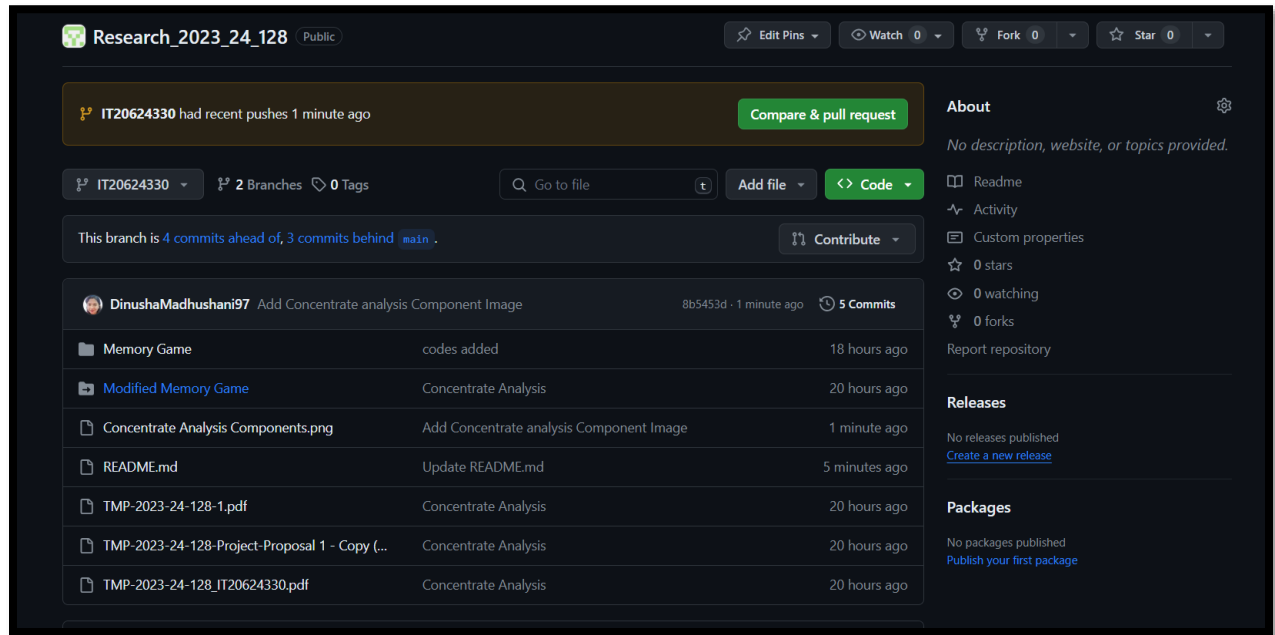 Research_2023_24_128 Public Edit Pins Watch 0 Fork 0 Star 0
IT20624330 had recent pushes 1 minute ago Compare & pull request
IT20624330 2 Branches 0 Tags Go to file t Add file Code
This branch is 4 commits ahead of, 3 commits behind main . Contribute
DinushaMadhushani97 Add Concentrate analysis Component Image 8b5453d · 1 minute ago 5 Commits
Memory Game codes added 18 hours ago
Modified Memory Game Concentrate Analysis 20 hours ago
Concentrate Analysis Components.png Add Concentrate analysis Component Image 1 minute ago
README.md Update README.md 5 minutes ago
TMP-2023-24-128-1.pdf Concentrate Analysis 20 hours ago
TMP-2023-24-128-Project-Proposal 1 - Copy (... Concentrate Analysis 20 hours ago
TMP-2023-24-128_IT20624330.pdf Concentrate Analysis 20 hours ago
About
No description, website, or topics provided.
Readme
Activity
Custom properties
0 stars
0 watching
0 forks
Report repository
Releases
No releases published
Create a new release
Packages
No packages published
Publish your first package